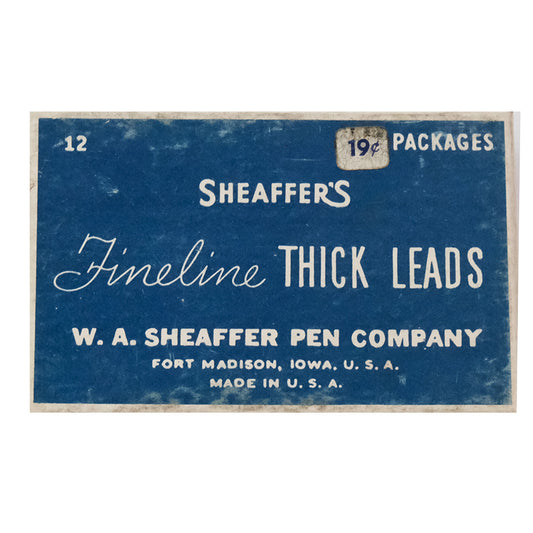 12 19¢ PACKAGES
SHEAFFER'S
Fineline THICK LEADS
W. A. SHEAFFER PEN COMPANY
FORT MADISON, IOWA, U. S. A.
MADE IN U. S. A.